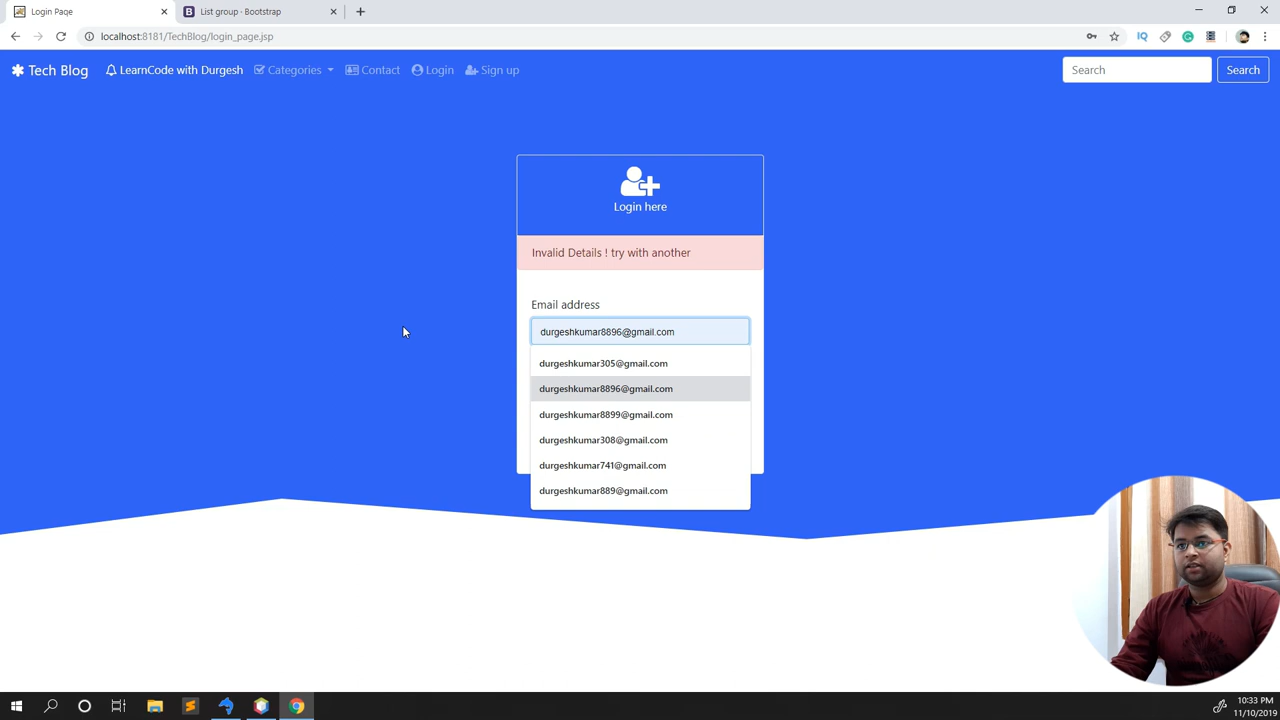 Login Page
List group · Bootstrap
localhost:8181/TechBlog/login_page.jsp
Tech Blog LearnCode with Durgesh Categories Contact Login Sign up Search Search
Login here
Invalid Details ! try with another
Email address
durgeshkumar8896@gmail.com
durgeshkumar305@gmail.com
durgeshkumar8896@gmail.com
durgeshkumar8899@gmail.com
durgeshkumar308@gmail.com
durgeshkumar741@gmail.com
durgeshkumar889@gmail.com
10:33 PM
11/10/2019